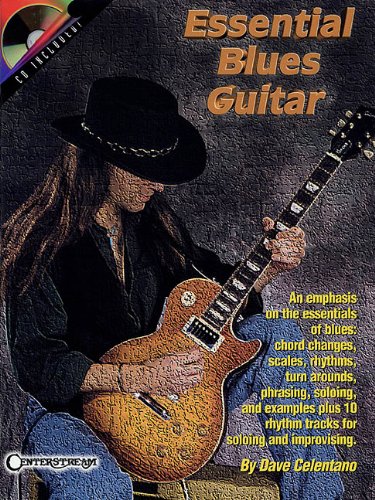 CD INCLUDED!
Essential
Blues
Guitar
An emphasis
on the essentials
of blues:
chord changes,
scales, rhythms,
turn arounds,
phrasing, soloing,
and examples plus 10
rhythm tracks for
soloing and improvising.
By Dave Celentano
CENTERSTREAM